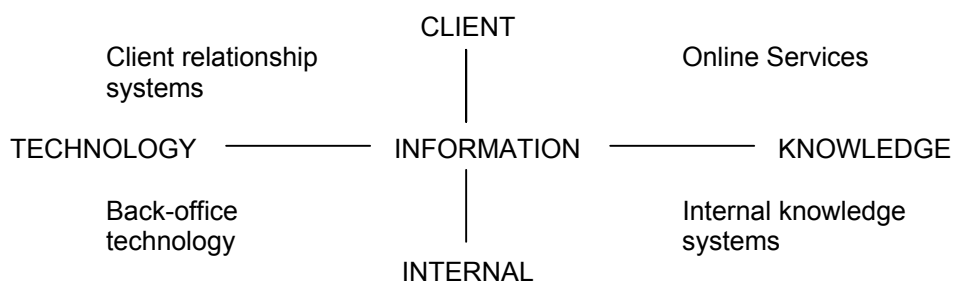 CLIENT
Client relationship
systems
Online Services
TECHNOLOGY INFORMATION KNOWLEDGE
Back-office
technology
Internal knowledge
systems
INTERNAL